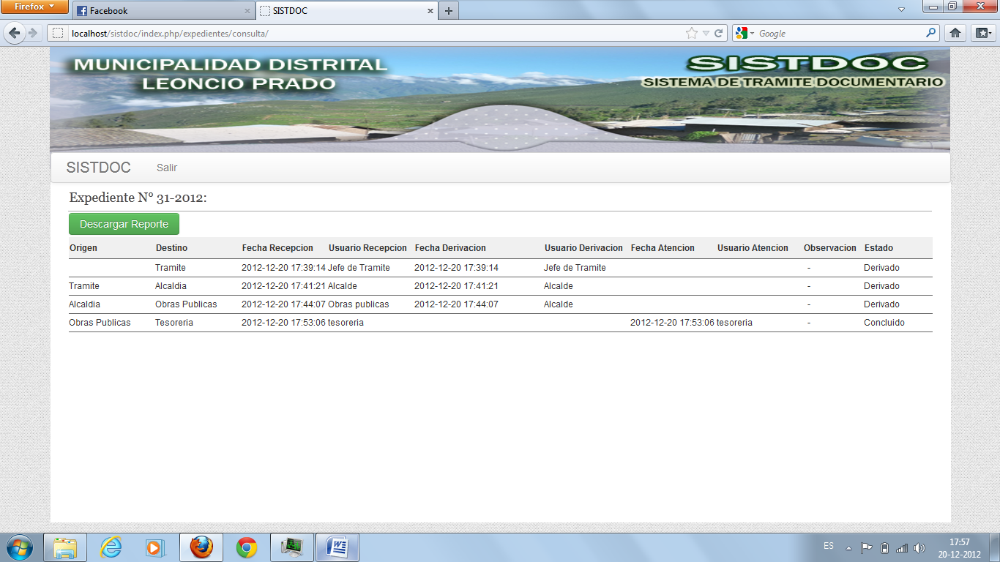 Firefox
Facebook
SISTDOC
localhost/sistdoc/index.php/expedientes/consulta/
Google
MUNICIPALIDAD DISTRITAL
LEONCIO PRADO
SISTDOC
SISTEMA DE TRAMITE DOCUMENTARIO
SISTDOC Salir
Expediente N° 31-2012:
Descargar Reporte
Origen Destino Fecha Recepcion Usuario Recepcion Fecha Derivacion Usuario Derivacion Fecha Atencion Usuario Atencion Observacion Estado
Tramite 2012-12-20 17:39:14 Jefe de Tramite 2012-12-20 17:39:14 Jefe de Tramite - Derivado
Tramite Alcaldia 2012-12-20 17:41:21 Alcalde 2012-12-20 17:41:21 Alcalde - Derivado
Alcaldia Obras Publicas 2012-12-20 17:44:07 Obras publicas 2012-12-20 17:44:07 Alcalde - Derivado
Obras Publicas Tesoreria 2012-12-20 17:53:06 tesoreria 2012-12-20 17:53:06 tesoreria - Concluido
ES
17:57
20-12-2012